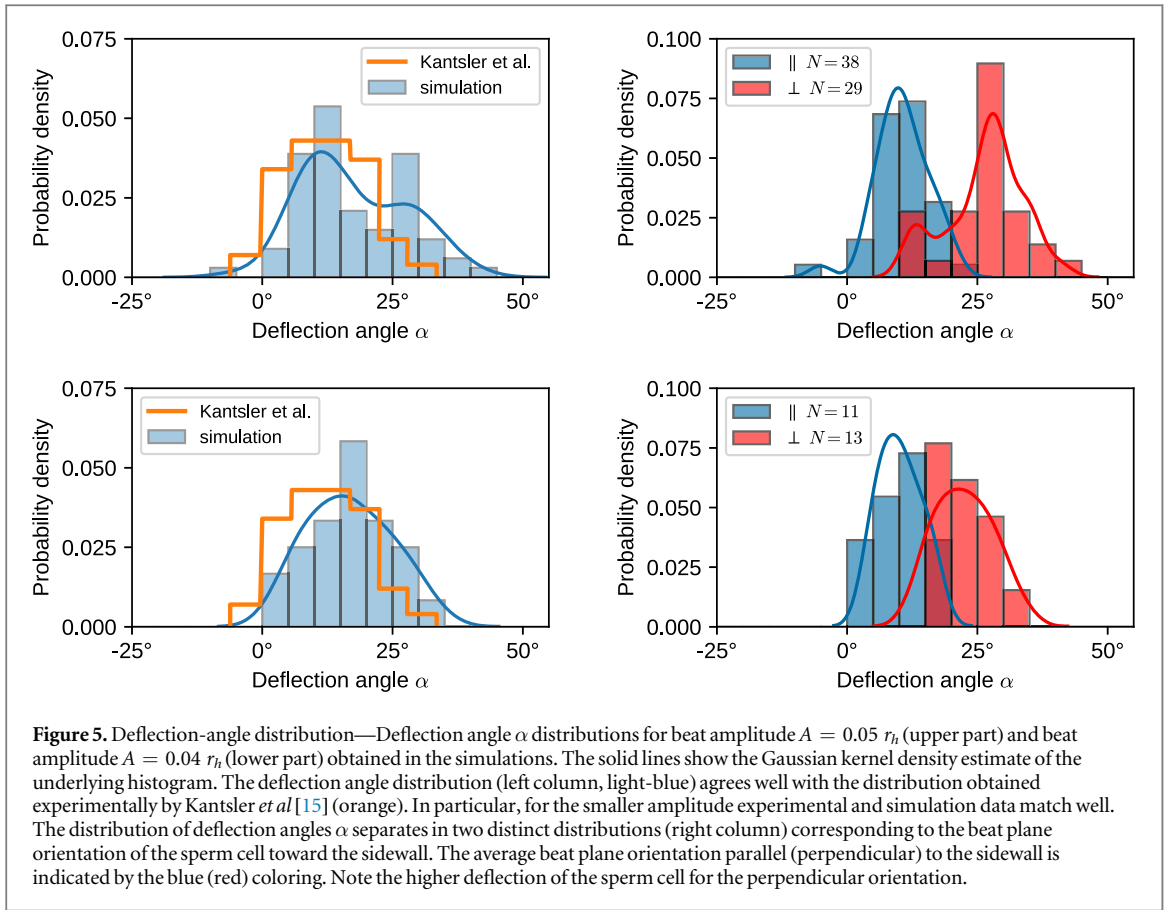 0.075
0.050
0.025
0.000
Probability density
Kantsler et al.
simulation
-25° 0° 25° 50°
Deflection angle α
0.100
0.075
0.050
0.025
0.000
Probability density
∥ N = 38
⊥ N = 29
-25° 0° 25° 50°
Deflection angle α
0.075
0.050
0.025
0.000
Probability density
Kantsler et al.
simulation
-25° 0° 25° 50°
Deflection angle α
0.100
0.075
0.050
0.025
0.000
Probability density
∥ N = 11
⊥ N = 13
-25° 0° 25° 50°
Deflection angle α
Figure 5. Deflection-angle distribution—Deflection angle α distributions for beat amplitude A = 0.05 r_h (upper part) and beat
amplitude A = 0.04 r_h (lower part) obtained in the simulations. The solid lines show the Gaussian kernel density estimate of the
underlying histogram. The deflection angle distribution (left column, light-blue) agrees well with the distribution obtained
experimentally by Kantsler et al [15] (orange). In particular, for the smaller amplitude experimental and simulation data match well.
The distribution of deflection angles α separates in two distinct distributions (right column) corresponding to the beat plane
orientation of the sperm cell toward the sidewall. The average beat plane orientation parallel (perpendicular) to the sidewall is
indicated by the blue (red) coloring. Note the higher deflection of the sperm cell for the perpendicular orientation.